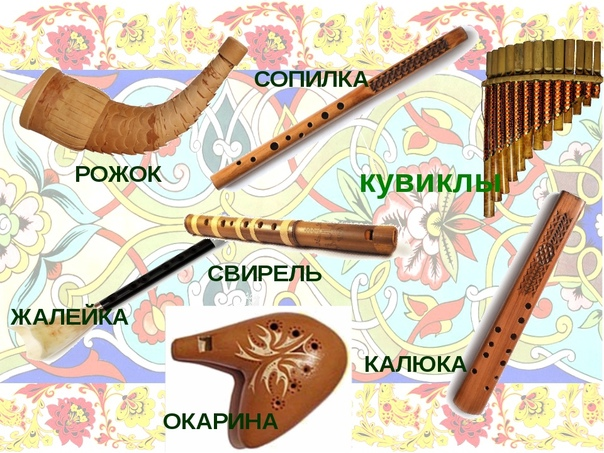 СОПИЛКА
РОЖОК
кувиклы
СВИРЕЛЬ
ЖАЛЕЙКА
КАЛЮКА
ОКАРИНА